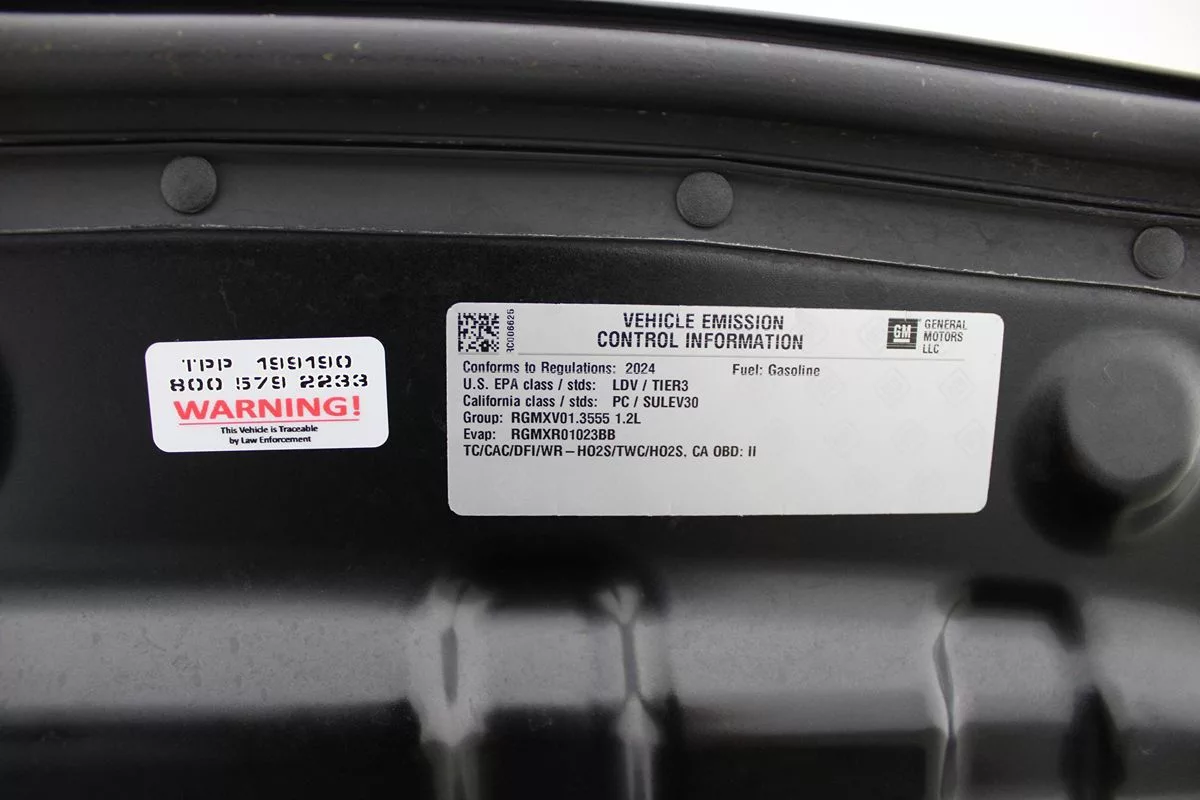 TPP 199190
800 579 2233
WARNING!
This Vehicle is Traceable
by Law Enforcement
VEHICLE EMISSION
CONTROL INFORMATION
GM
GENERAL
MOTORS
LLC
Conforms to Regulations: 2024 Fuel: Gasoline
U.S. EPA class / stds: LDV / TIER3
California class / stds: PC / SULEV30
Group: RGMXV01.3555 1.2L
Evap: RGMXR01023BB
TC/CAC/DFI/WR-HO2S/TWC/HO2S, CA OBD: II